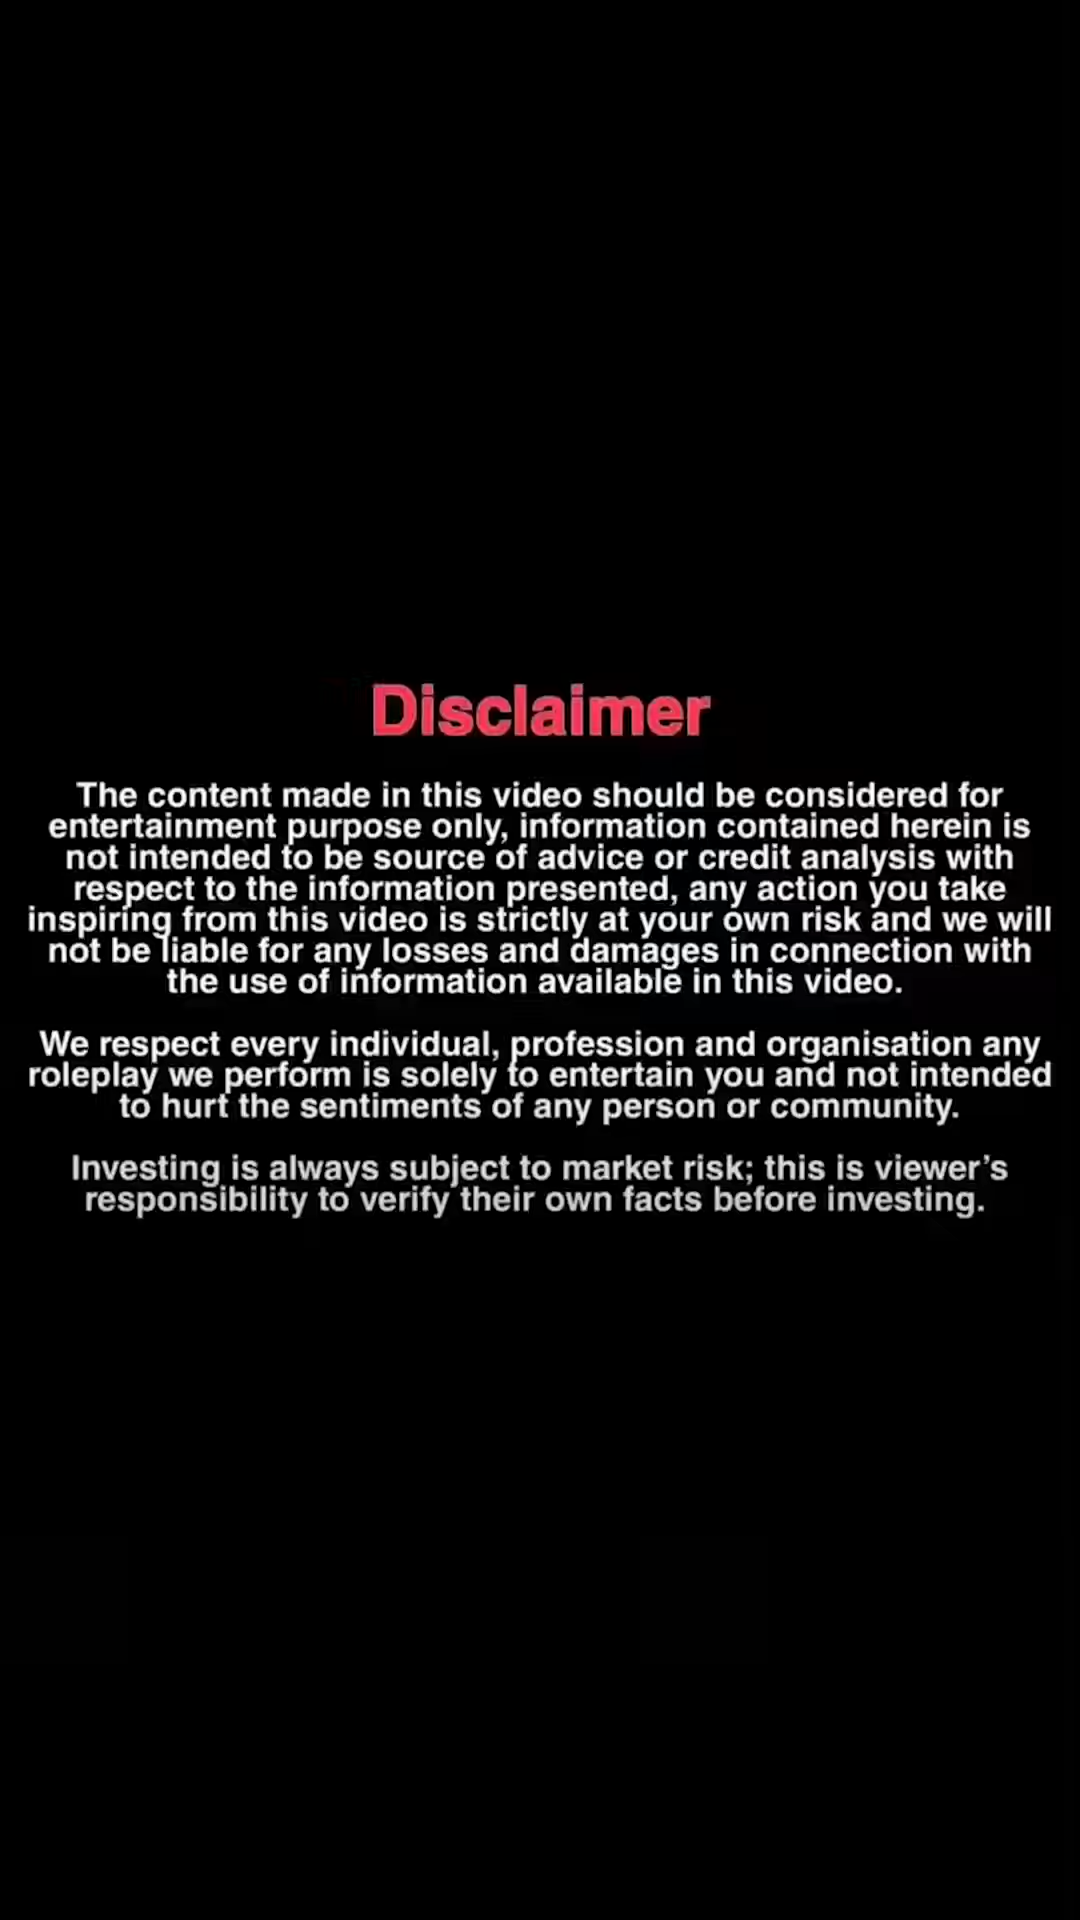 Disclaimer
The content made in this video should be considered for
entertainment purpose only, information contained herein is
not intended to be source of advice or credit analysis with
respect to the information presented, any action you take
inspiring from this video is strictly at your own risk and we will
not be liable for any losses and damages in connection with
the use of information available in this video.
We respect every individual, profession and organisation any
roleplay we perform is solely to entertain you and not intended
to hurt the sentiments of any person or community.
Investing is always subject to market risk; this is viewer’s
responsibility to verify their own facts before investing.